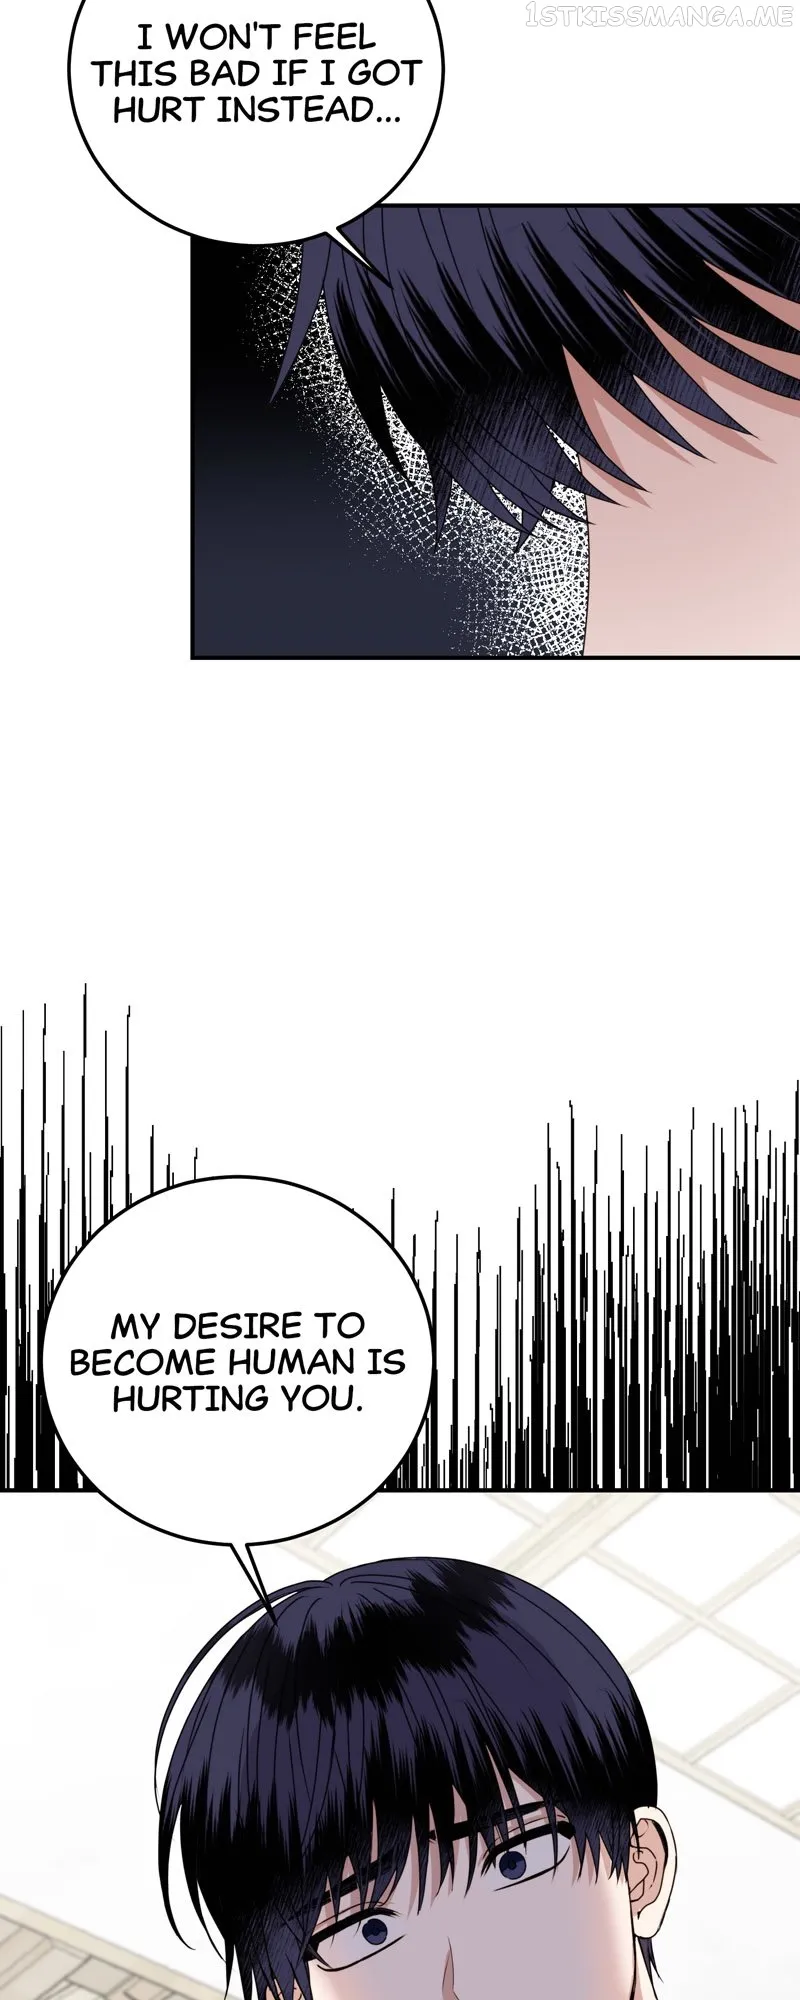 1STKISSMANGA.ME
I WON'T FEEL
THIS BAD IF I GOT
HURT INSTEAD...
MY DESIRE TO
BECOME HUMAN IS
HURTING YOU.